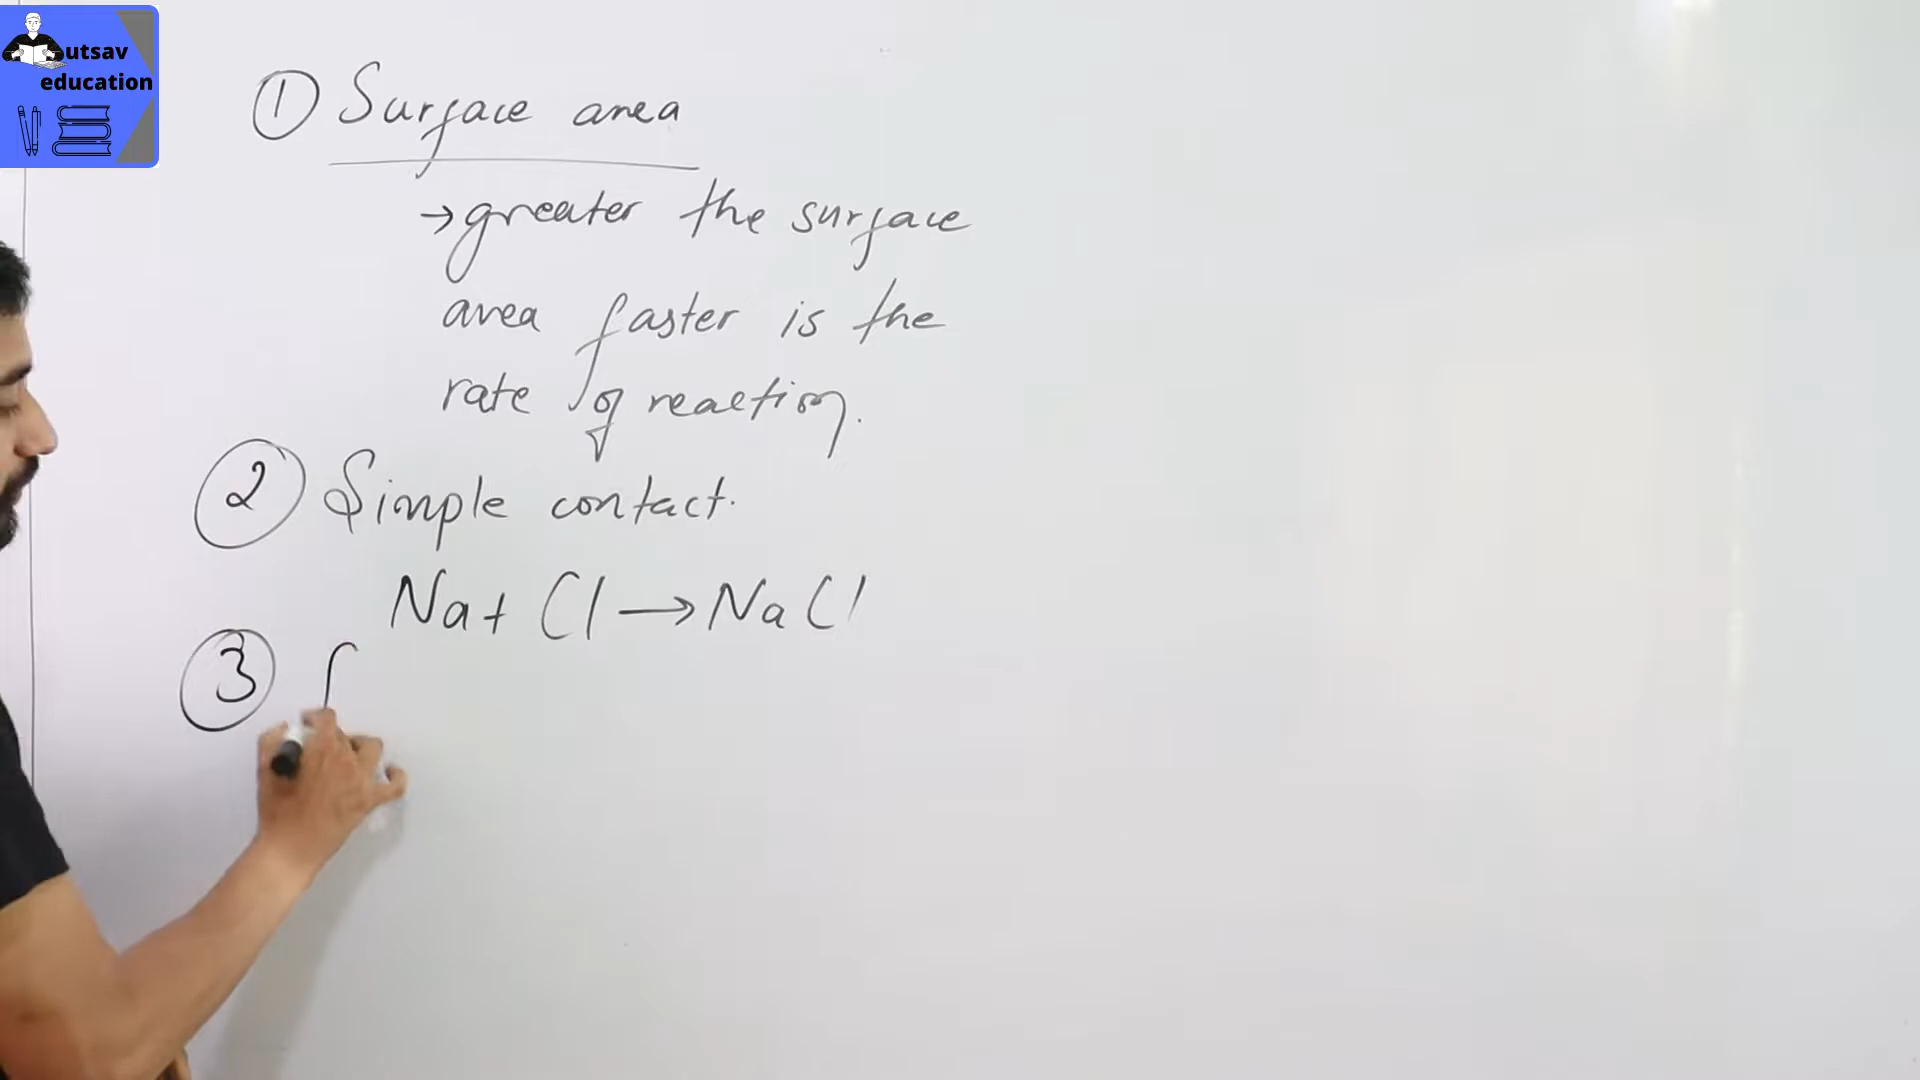 utsav
education
① Surface area
→ greater the surface
area faster is the
rate of reaction.
② Simple contact.
Na + Cl → NaCl
③